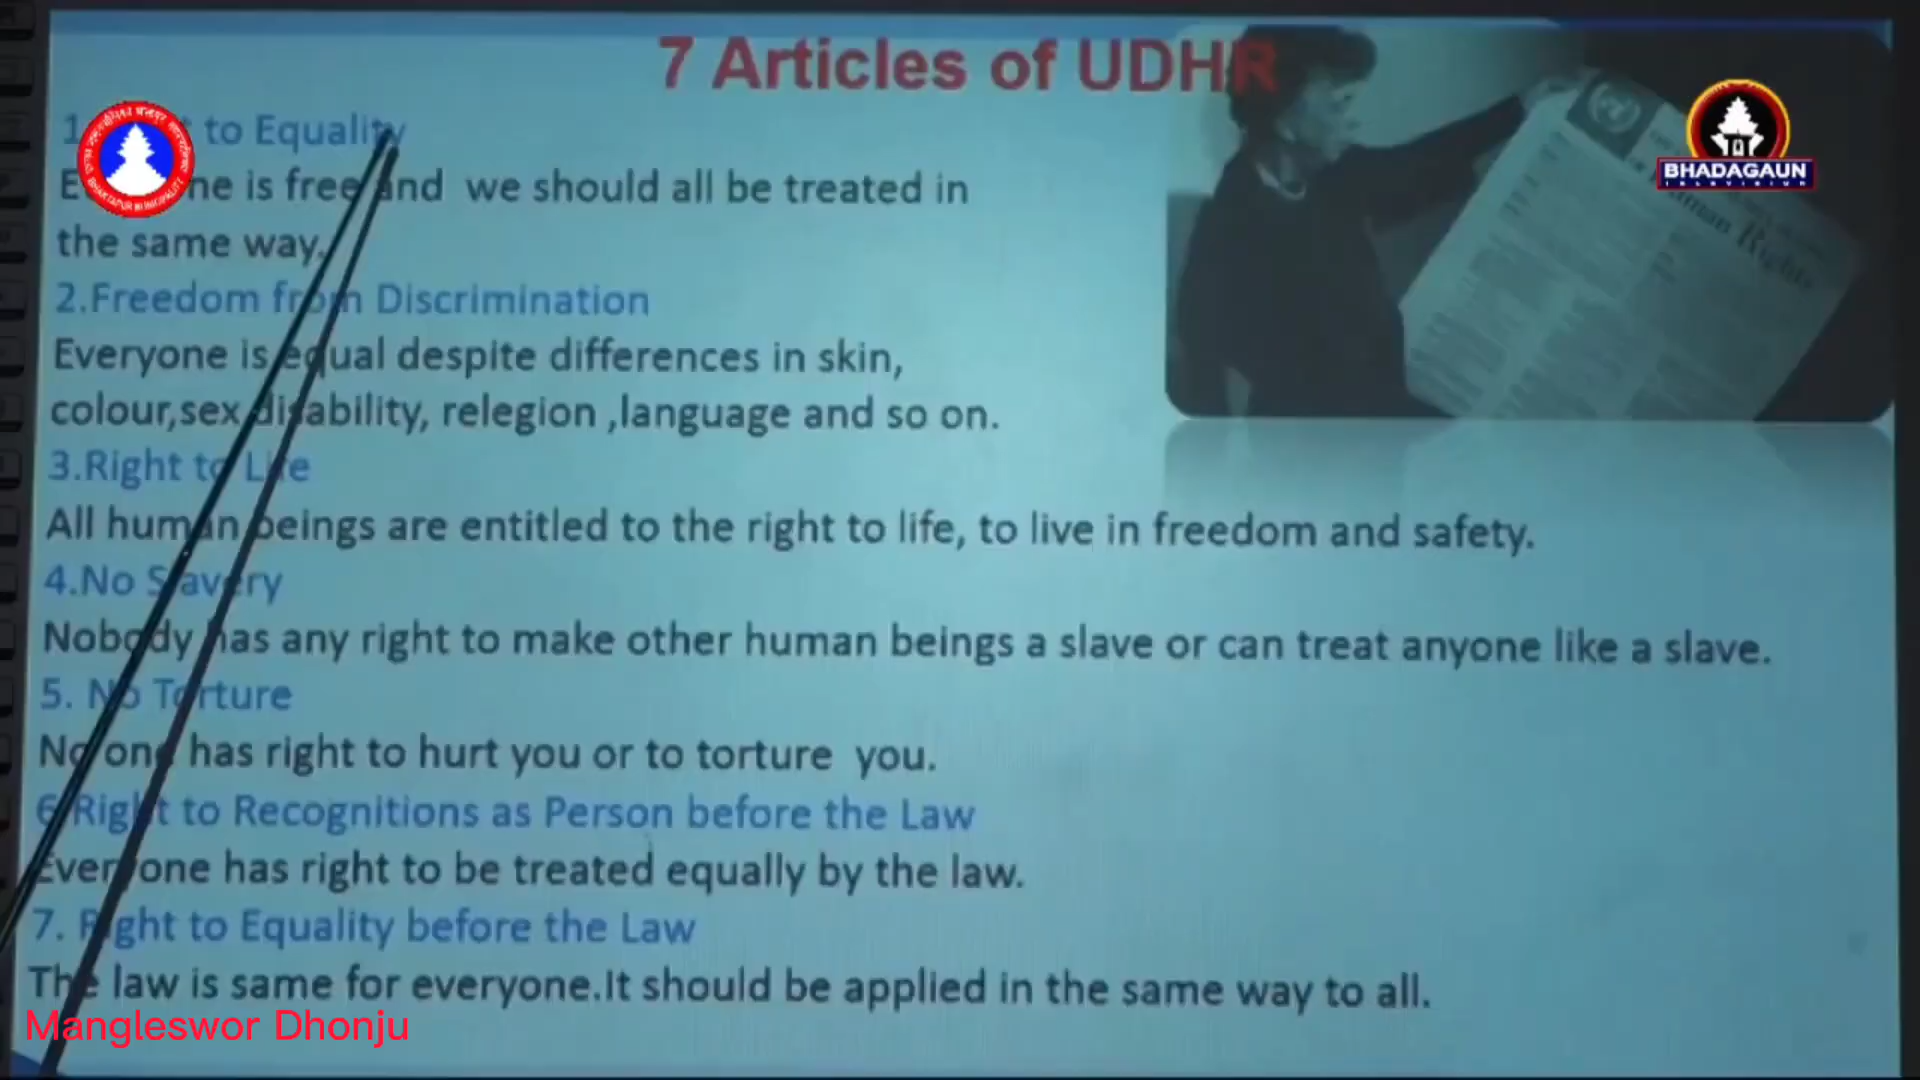 7 Articles of UDHR
1. to Equality
is free and we should all be treated in
the same way.
2.Freedom from Discrimination
Everyone is equal despite differences in skin,
colour,sex disability, relegion ,language and so on.
3.Right to Life
All human beings are entitled to the right to life, to live in freedom and safety.
4.No Slavery
Nobody has any right to make other human beings a slave or can treat anyone like a slave.
5. No Torture
No one has right to hurt you or to torture you.
6.Right to Recognitions as Person before the Law
Everyone has right to be treated equally by the law.
7. Right to Equality before the Law
The law is same for everyone.It should be applied in the same way to all.
Human Rights
BHAKTAPUR MUNICIPALITY
BHADAGAUN
TELEVISION
Mangleswor Dhonju